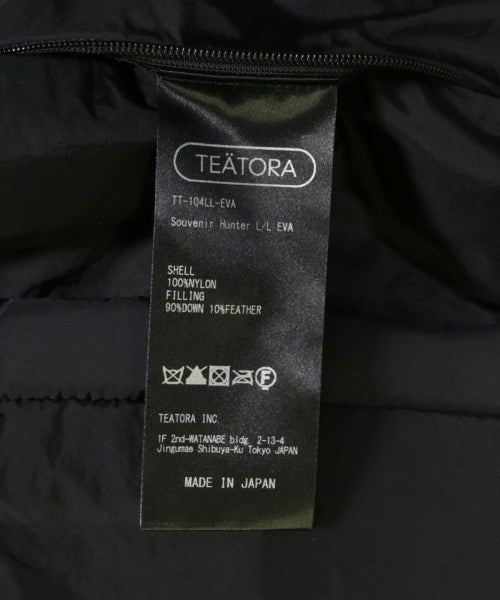 TEÄTORA
TT-104LL-EVA
Souvenir Hunter L/L EVA
SHELL
100%NYLON
FILLING
90%DOWN 10%FEATHER
F
TEATORA INC.
1F 2nd-WATANABE bldg. 2-13-4
Jingumae Shibuya-Ku Tokyo JAPAN
MADE IN JAPAN